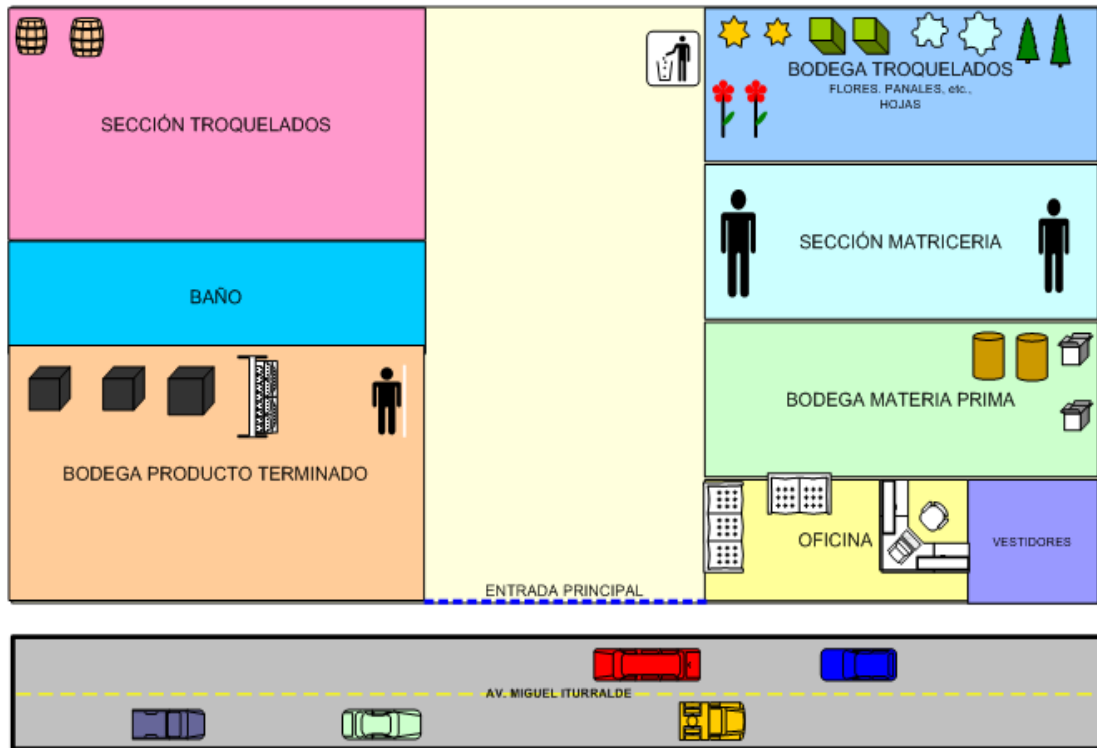 SECCIÓN TROQUELADOS
BODEGA TROQUELADOS
FLORES. PANALES, etc.,
HOJAS
SECCIÓN MATRICERIA
BAÑO
BODEGA MATERIA PRIMA
BODEGA PRODUCTO TERMINADO
OFICINA
VESTIDORES
ENTRADA PRINCIPAL
AV. MIGUEL ITURRALDE